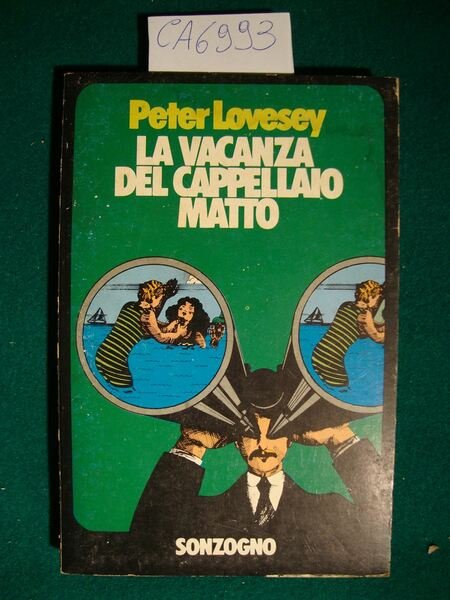 CA6993
Peter Lovesey
LA VACANZA
DEL CAPPELLAIO
MATTO
SONZOGNO